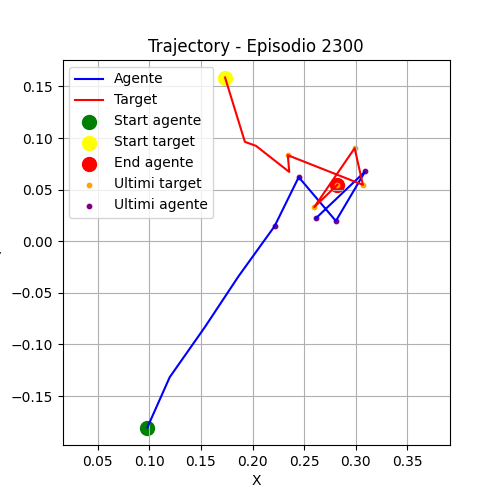 Trajectory - Episodio 2300
Agente
Target
Start agente
Start target
End agente
Ultimi target
Ultimi agente
0.15
0.10
0.05
0.00
−0.05
−0.10
−0.15
0.05
0.10
0.15
0.20
0.25
0.30
0.35
X